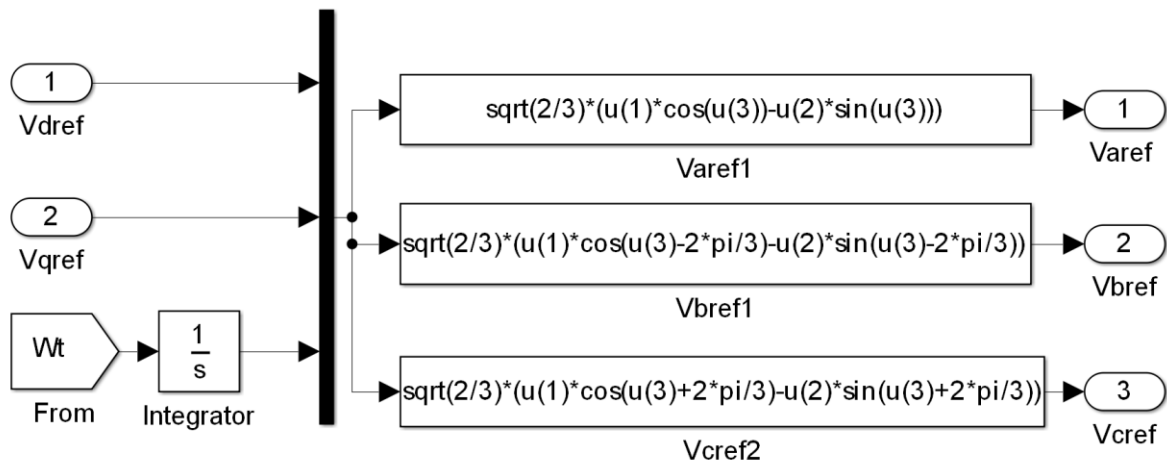 1
Vdref
2
Vqref
Wt
From
1
s
Integrator
sqrt(2/3)*(u(1)*cos(u(3))-u(2)*sin(u(3)))
Varef1
sqrt(2/3)*(u(1)*cos(u(3)-2*pi/3)-u(2)*sin(u(3)-2*pi/3))
Vbref1
sqrt(2/3)*(u(1)*cos(u(3)+2*pi/3)-u(2)*sin(u(3)+2*pi/3))
Vcref2
1
Varef
2
Vbref
3
Vcref